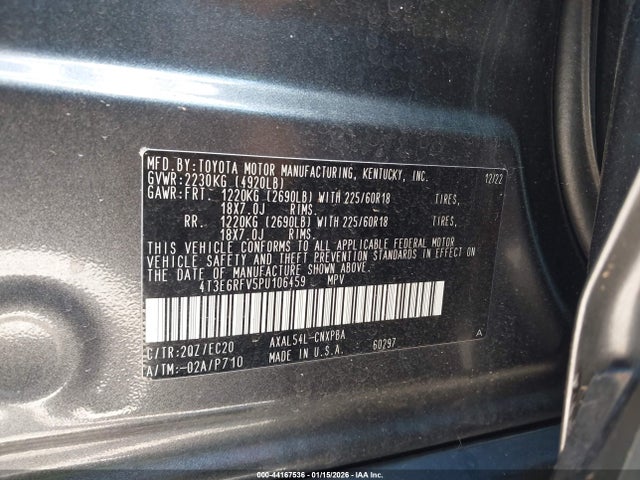 MFD.BY:TOYOTA MOTOR MANUFACTURING, KENTUCKY, INC. 12/22
GVWR:2230KG (4920LB)
GAWR:FRT. 1220KG (2690LB) WITH 225/60R18 TIRES,
18X7.0J RIMS.
RR. 1220KG (2690LB) WITH 225/60R18 TIRES,
18X7.0J RIMS.
THIS VEHICLE CONFORMS TO ALL APPLICABLE FEDERAL MOTOR
VEHICLE SAFETY THEFT PREVENTION STANDARDS IN EFFECT ON
THE DATE OF MANUFACTURE SHOWN ABOVE.
4T3E6RFV5PU106459 MPV
C/TR:2QZ/EC20 AXAL54L-CNXPBA
A/TM:-02A/P710 MADE IN U.S.A. 60297 A
000-44167536 - 01/15/2026 - IAA Inc.